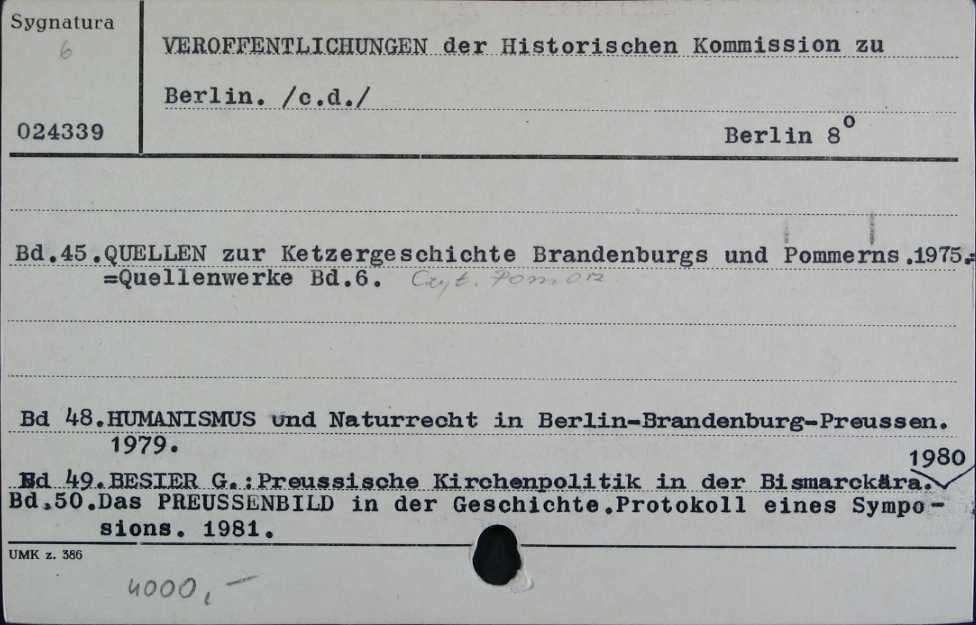 Sygnatura
6
VEROFFENTLICHUNGEN der Historischen Kommission zu
Berlin. /c.d./
024339
Berlin 8°
Bd.45.QUELLEN zur Ketzergeschichte Brandenburgs und Pommerns.1975.=
=Quellenwerke Bd.6. Czyt. Pomorz
Bd 48.HUMANISMUS und Naturrecht in Berlin-Brandenburg-Preussen.
1979.
1980
Bd 49.BESIER G.:Preussische Kirchenpolitik in der Bismarckära.
Bd.50.Das PREUSSENBILD in der Geschichte.Protokoll eines Sympo-
sions. 1981.
UMK z. 386
4000,-